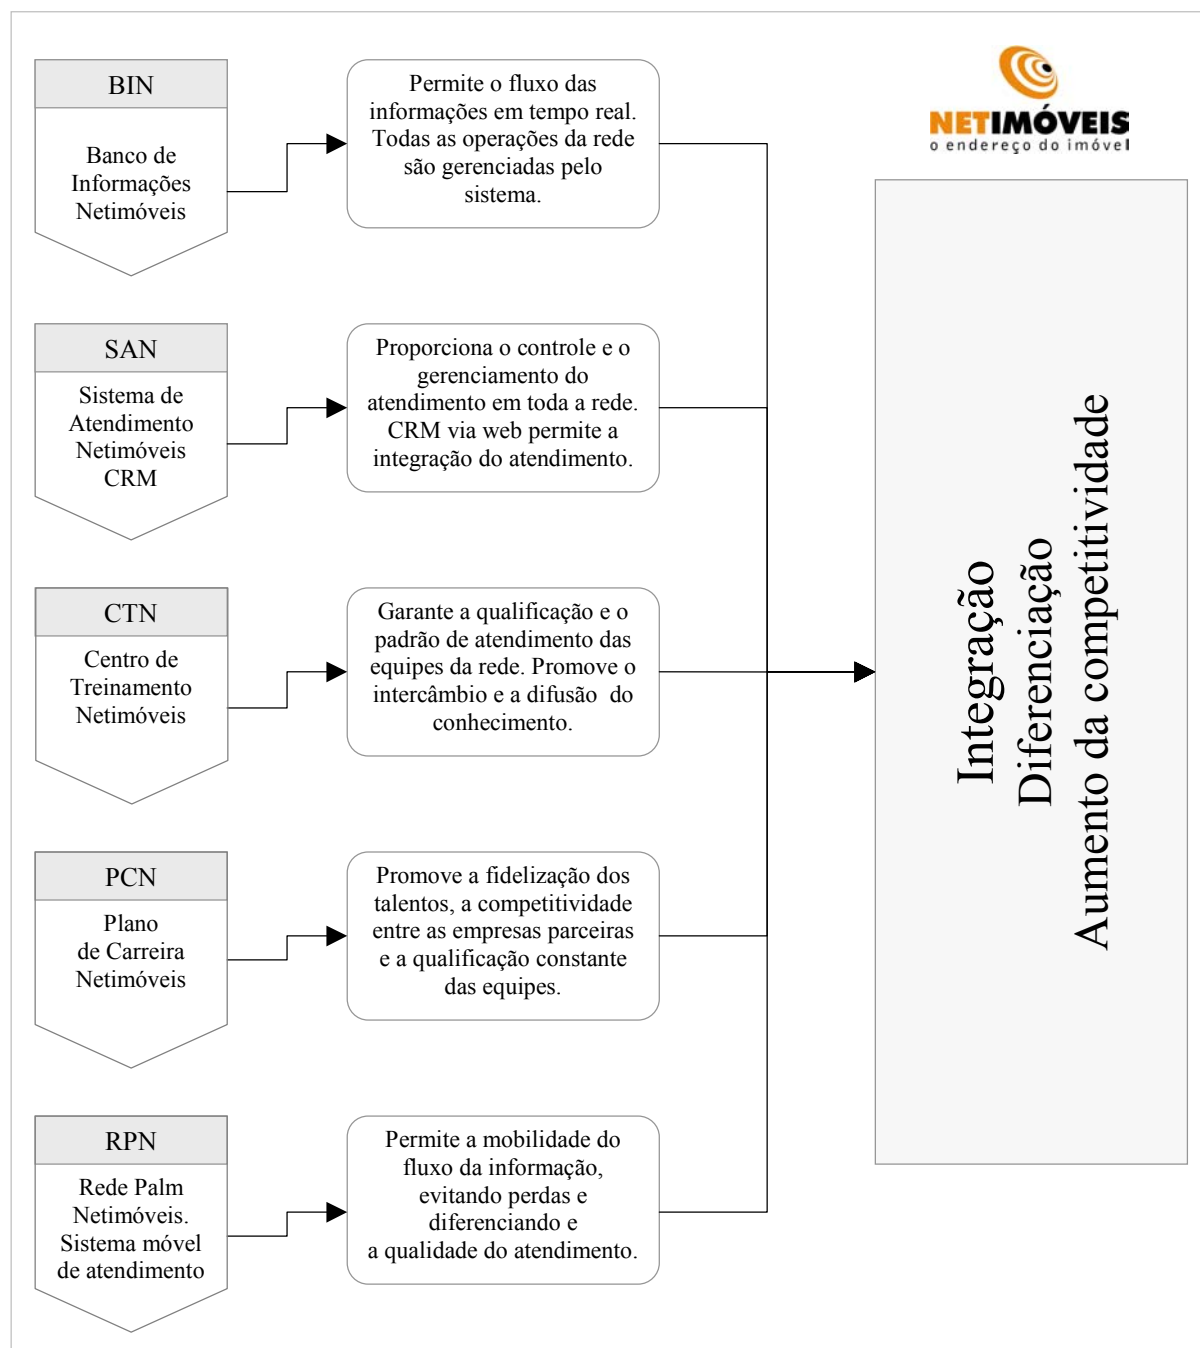 BIN
Banco de
Informações
Netimóveis
Permite o fluxo das
informações em tempo real.
Todas as operações da rede
são gerenciadas pelo
sistema.
NETIMÓVEIS
o endereço do imóvel
SAN
Sistema de
Atendimento
Netimóveis
CRM
Proporciona o controle e o
gerenciamento do
atendimento em toda a rede.
CRM via web permite a
integração do atendimento.
CTN
Centro de
Treinamento
Netimóveis
Garante a qualificação e o
padrão de atendimento das
equipes da rede. Promove o
intercâmbio e a difusão do
conhecimento.
PCN
Plano
de Carreira
Netimóveis
Promove a fidelização dos
talentos, a competitividade
entre as empresas parceiras
e a qualificação constante
das equipes.
RPN
Rede Palm
Netimóveis.
Sistema móvel
de atendimento
Permite a mobilidade do
fluxo da informação,
evitando perdas e
diferenciando e
a qualidade do atendimento.
Integração
Diferenciação
Aumento da competitividade